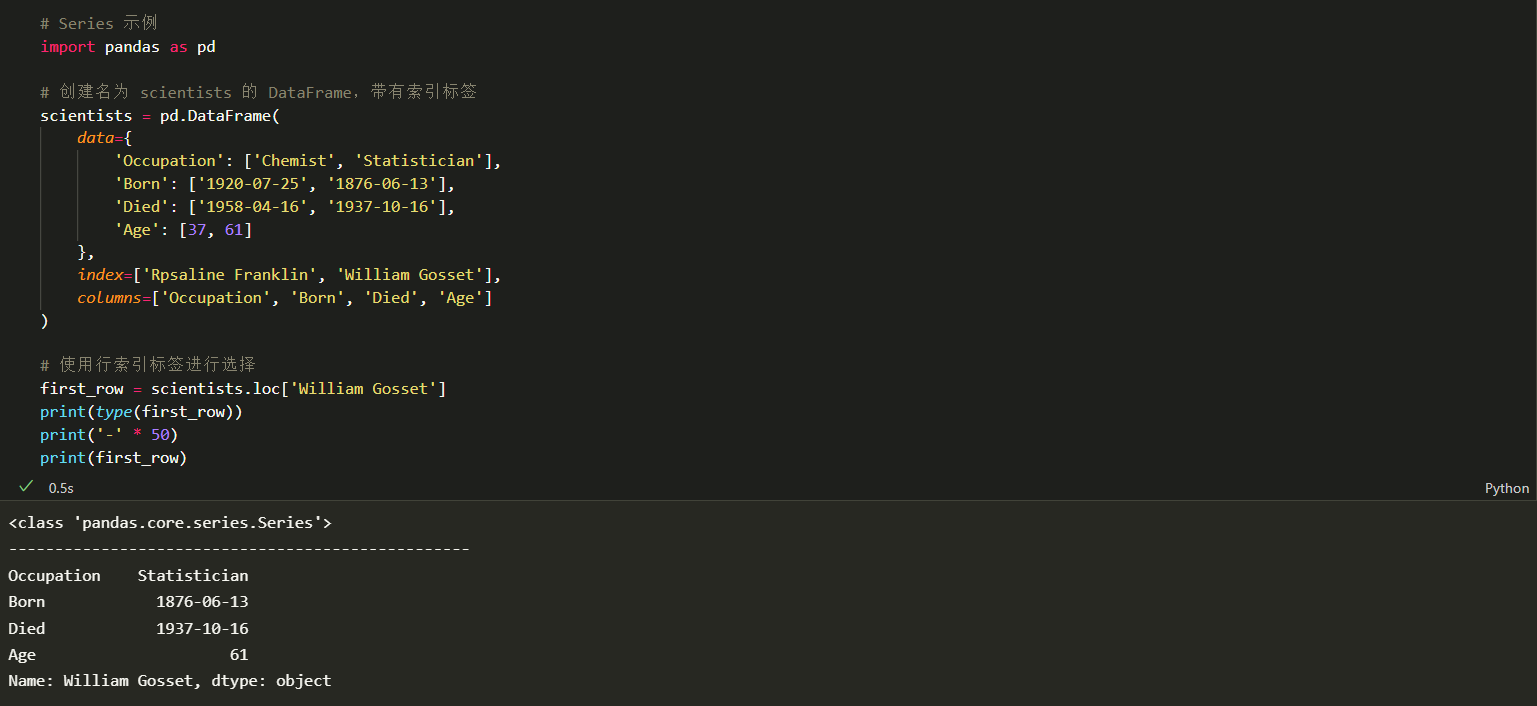 # Series 示例
import pandas as pd
# 创建名为 scientists 的 DataFrame，带有索引标签
scientists = pd.DataFrame(
    data={
        'Occupation': ['Chemist', 'Statistician'],
        'Born': ['1920-07-25', '1876-06-13'],
        'Died': ['1958-04-16', '1937-10-16'],
        'Age': [37, 61]
    },
    index=['Rpsaline Franklin', 'William Gosset'],
    columns=['Occupation', 'Born', 'Died', 'Age']
)
# 使用行索引标签进行选择
first_row = scientists.loc['William Gosset']
print(type(first_row))
print('-' * 50)
print(first_row)
✓ 0.5s Python
<class 'pandas.core.series.Series'>
--------------------------------------------------
Occupation    Statistician
Born            1876-06-13
Died            1937-10-16
Age                     61
Name: William Gosset, dtype: object